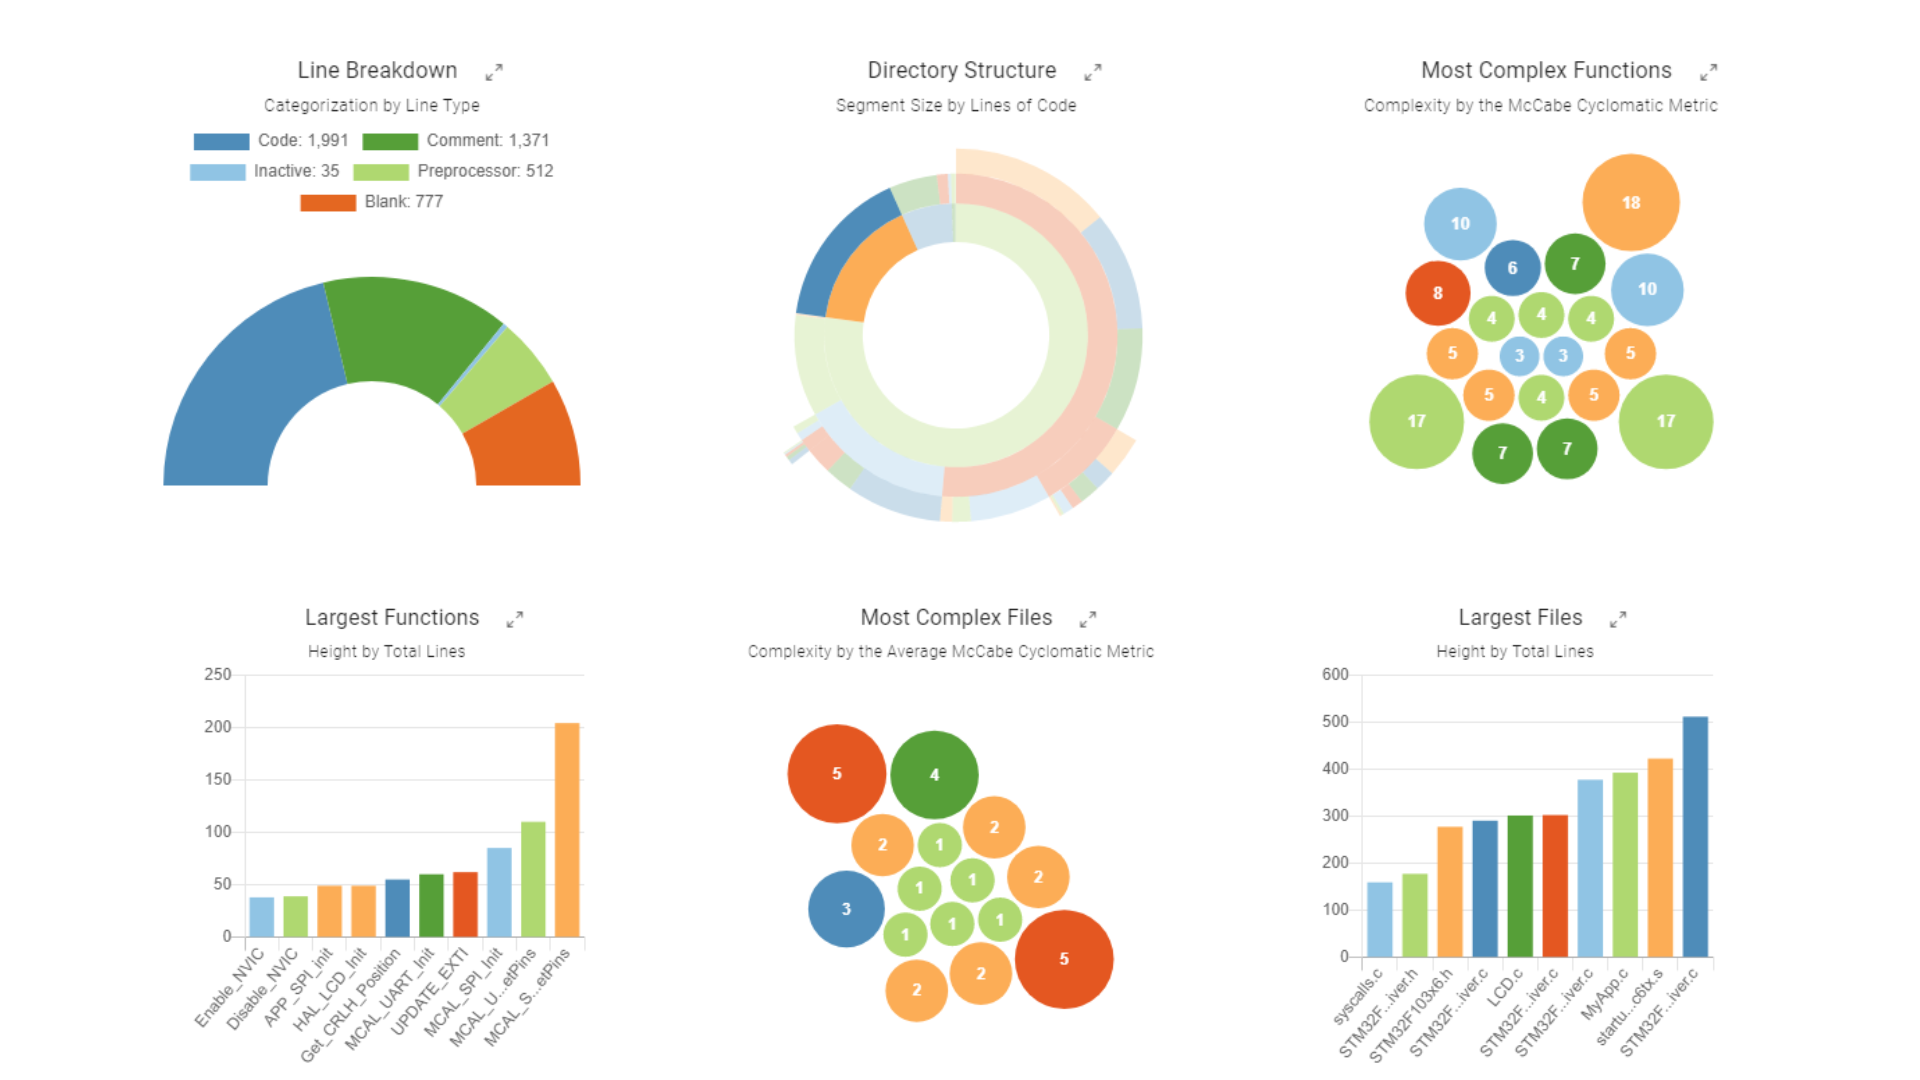 Line Breakdown
Categorization by Line Type
Code: 1,991
Comment: 1,371
Inactive: 35
Preprocessor: 512
Blank: 777
Directory Structure
Segment Size by Lines of Code
Most Complex Functions
Complexity by the McCabe Cyclomatic Metric
18
10
6
7
8
10
4
4
4
5
3
3
5
5
4
5
17
17
7
7
Largest Functions
Height by Total Lines
250
200
150
100
50
0
Enable_NVIC
Disable_NVIC
APP_SPI_init
HAL_LCD_Init
Get_CRLH_Position
MCAL_UART_Init
UPDATE_EXTI
MCAL_SPI_Init
MCAL_U...etPins
MCAL_S...etPins
Most Complex Files
Complexity by the Average McCabe Cyclomatic Metric
5
4
2
2
1
1
1
2
3
1
1
1
5
2
2
Largest Files
Height by Total Lines
600
500
400
300
200
100
0
syscalls.c
STM32F...iver.h
STM32F103x6.h
STM32F...iver.c
LCD.c
STM32F...iver.c
STM32F...iver.c
MyApp.c
startu...c6tx.s
STM32F...iver.c